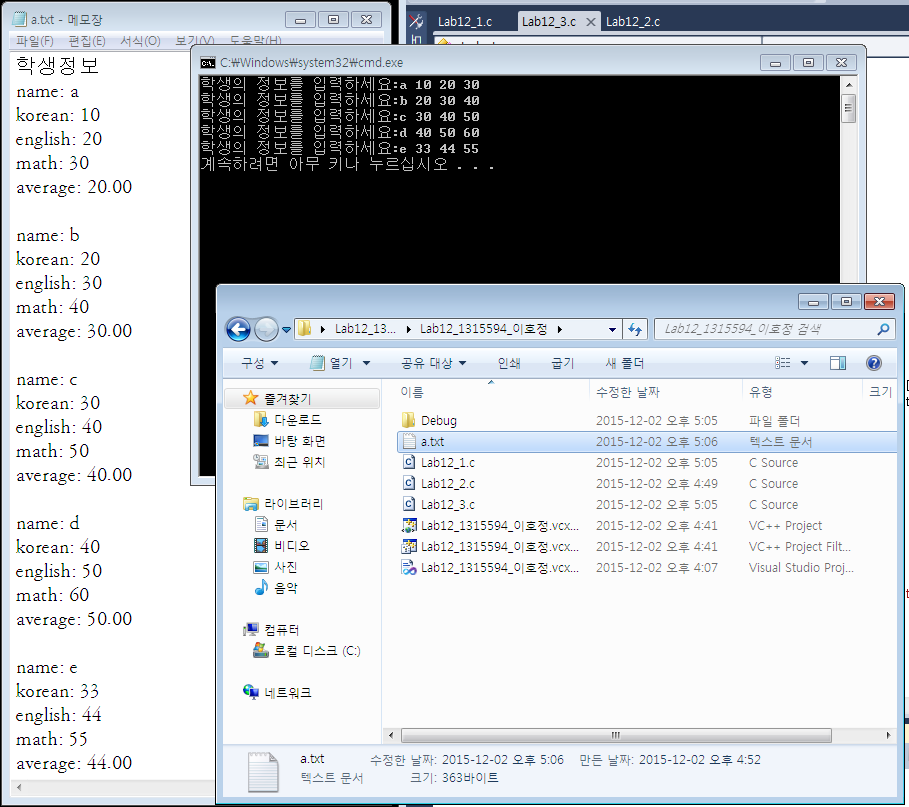 a.txt - 메모장
파일(F) 편집(E) 서식(O) 보기(V) 도움말(H)
학생정보
name: a
korean: 10
english: 20
math: 30
average: 20.00
name: b
korean: 20
english: 30
math: 40
average: 30.00
name: c
korean: 30
english: 40
math: 50
average: 40.00
name: d
korean: 40
english: 50
math: 60
average: 50.00
name: e
korean: 33
english: 44
math: 55
average: 44.00
Lab12_1.c Lab12_3.c Lab12_2.c
C:₩Windows₩system32₩cmd.exe
학생의 정보를 입력하세요:a 10 20 30
학생의 정보를 입력하세요:b 20 30 40
학생의 정보를 입력하세요:c 30 40 50
학생의 정보를 입력하세요:d 40 50 60
학생의 정보를 입력하세요:e 33 44 55
계속하려면 아무 키나 누르십시오 . . .
Lab12_13... Lab12_1315594_이호정 Lab12_1315594_이호정 검색
구성 열기 공유 대상 인쇄 굽기 새 폴더
즐겨찾기
다운로드
바탕 화면
최근 위치
라이브러리
문서
비디오
사진
음악
컴퓨터
로컬 디스크 (C:)
네트워크
이름 수정한 날짜 유형 크기
Debug 2015-12-02 오후 5:05 파일 폴더
a.txt 2015-12-02 오후 5:06 텍스트 문서
Lab12_1.c 2015-12-02 오후 5:05 C Source
Lab12_2.c 2015-12-02 오후 4:49 C Source
Lab12_3.c 2015-12-02 오후 5:05 C Source
Lab12_1315594_이호정.vcx... 2015-12-02 오후 4:41 VC++ Project
Lab12_1315594_이호정.vcx... 2015-12-02 오후 4:41 VC++ Project Filt...
Lab12_1315594_이호정.vcx... 2015-12-02 오후 4:07 Visual Studio Proj...
a.txt 수정한 날짜: 2015-12-02 오후 5:06 만든 날짜: 2015-12-02 오후 4:52
텍스트 문서 크기: 363바이트